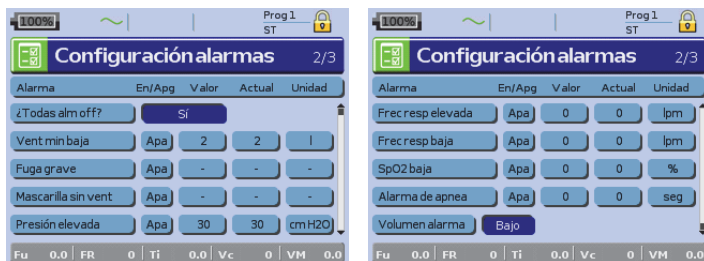 100% Prog 1
ST
Configuración alarmas 2/3
Alarma En/Apg Valor Actual Unidad
¿Todas alm off? Sí
Vent min baja Apa 2 2 l
Fuga grave Apa - -
Mascarilla sin vent Apa - -
Presión elevada Apa 30 30 cmH2O
Fu 0.0 FR 0 Ti 0.0 Vc 0 VM 0.0
100% Prog 1
ST
Configuración alarmas 2/3
Alarma En/Apg Valor Actual Unidad
Frec resp elevada Apa 0 0 lpm
Frec resp baja Apa 0 0 lpm
SpO2 baja Apa 0 0 %
Alarma de apnea Apa 0 0 seg
Volumen alarma Bajo
Fu 0.0 FR 0 Ti 0.0 Vc 0 VM 0.0